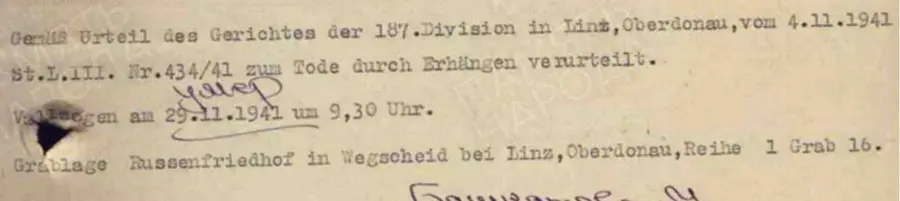 Gemäß Urteil des Gerichtes der 187.Division in Linz,Oberdonau,vom 4.11.1941
St.L.III. Nr.434/41 zum Tode durch Erhängen verurteilt.
умер
Vollzogen am 29.11.1941 um 9,30 Uhr.
Grablage Russenfriedhof in Wegscheid bei Linz,Oberdonau,Reihe 1 Grab 16.